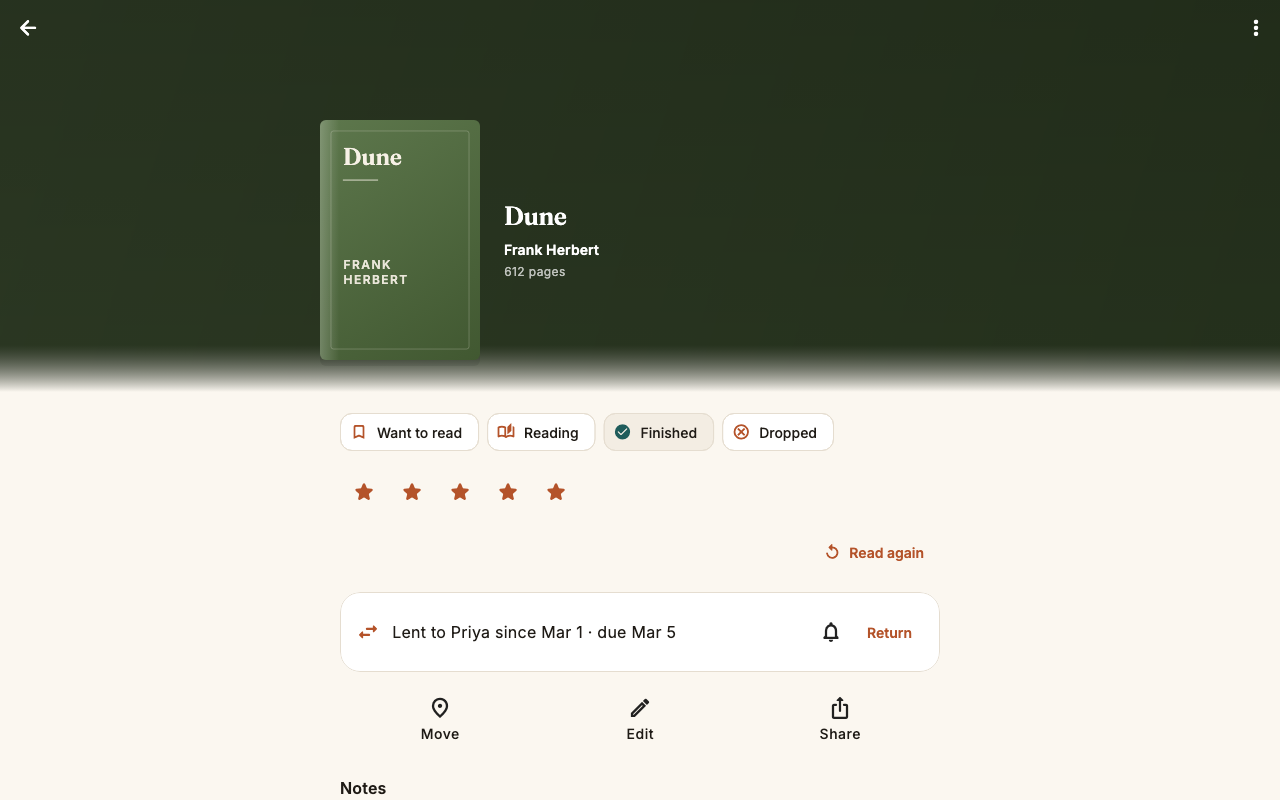 Dune
FRANK
HERBERT
Dune
Frank Herbert
612 pages
Want to read
Reading
Finished
Dropped
Read again
Lent to Priya since Mar 1 · due Mar 5
Return
Move
Edit
Share
Notes